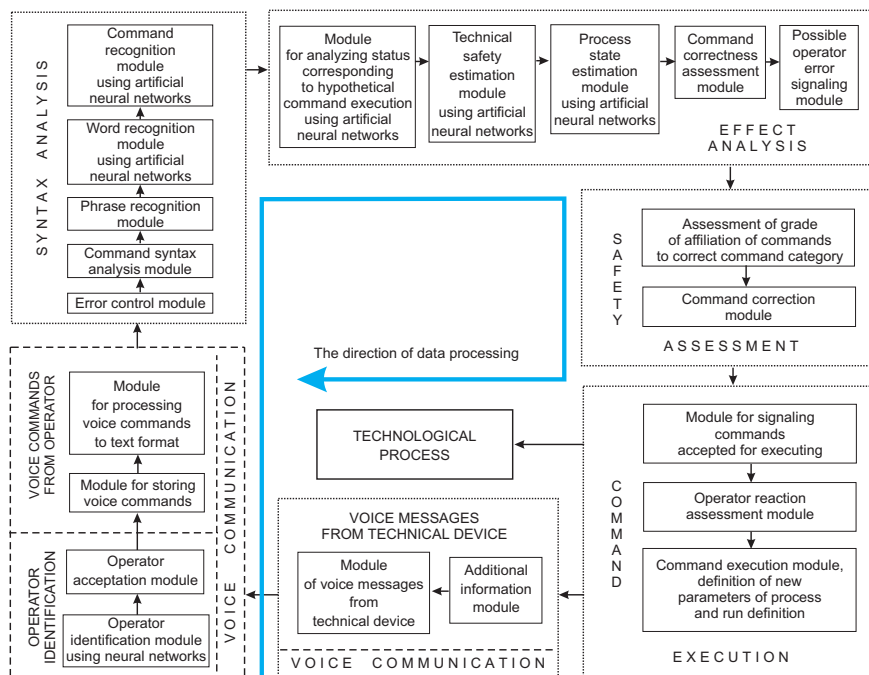 Command
recognition
module
using artificial
neural networks
Word recognition
module
using artificial
neural networks
Phrase recognition
module
Command syntax
analysis module
Error control module
SYNTAX ANALYSIS
Module
for analyzing status
corresponding
to hypothetical
command execution
using artificial
neural networks
Technical
safety
estimation
module
using artificial
neural networks
Process
state
estimation
module
using artificial
neural networks
Command
correctness
assessment
module
Possible
operator
error
signaling
module
EFFECT
ANALYSIS
Assessment of grade
of affiliation of commands
to correct command category
Command correction
module
SAFETY
ASSESSMENT
The direction of data processing
TECHNOLOGICAL
PROCESS
Module for signaling
commands
accepted for executing
Operator reaction
assessment module
Command execution module,
definition of new
parameters of process
and run definition
COMMAND
EXECUTION
VOICE MESSAGES
FROM TECHNICAL DEVICE
Module
of voice messages
from
technical device
Additional
information
module
VOICE COMMUNICATION
VOICE COMMANDS
FROM OPERATOR
Module
for processing
voice commands
to text format
Module for storing
voice commands
OPERATOR
IDENTIFICATION
Operator
acceptation module
Operator
identification module
using neural networks
VOICE COMMUNICATION